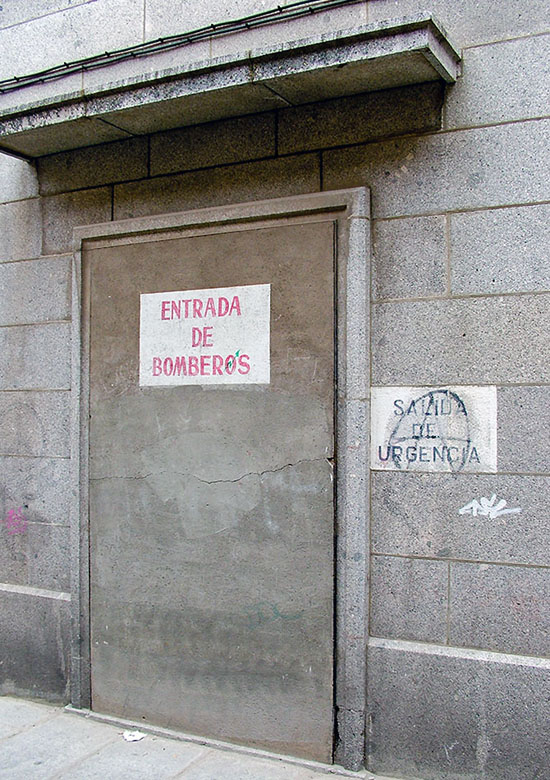 ENTRADA
DE
BOMBEROS
SALIDA
DE
URGENCIA